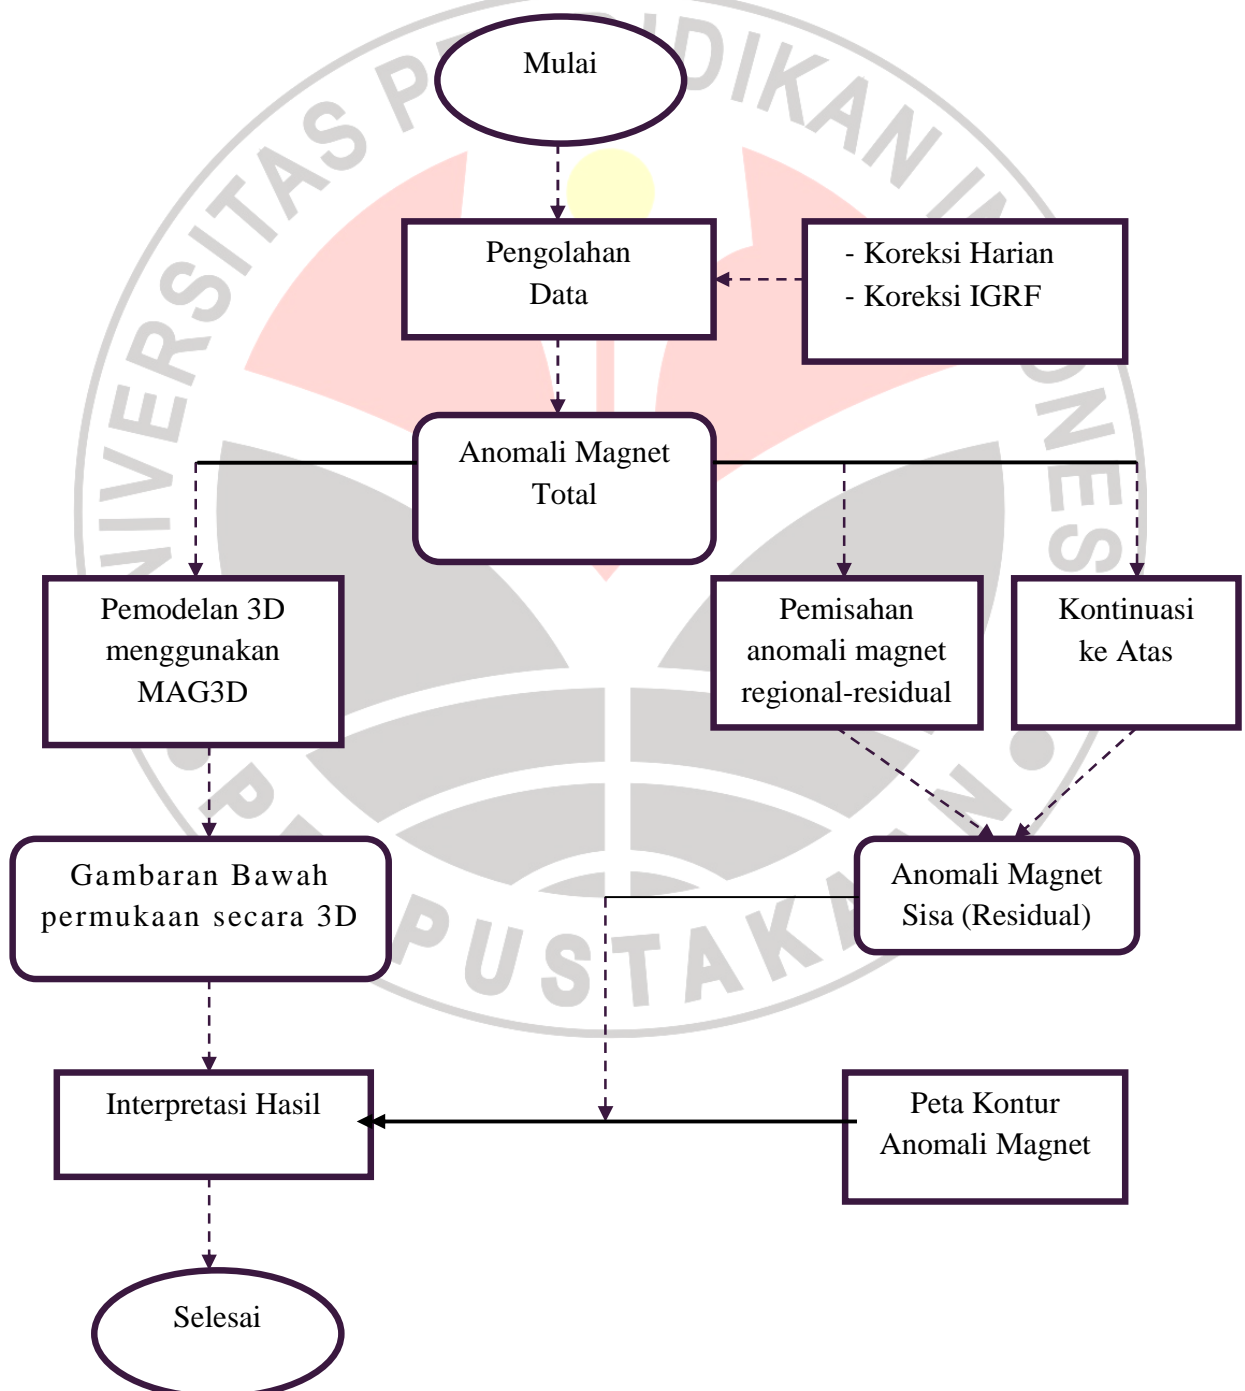 Mulai
Pengolahan
Data
- Koreksi Harian
- Koreksi IGRF
Anomali Magnet
Total
Pemodelan 3D
menggunakan
MAG3D
Pemisahan
anomali magnet
regional-residual
Kontinuasi
ke Atas
Gambaran Bawah
permukaan secara 3D
Anomali Magnet
Sisa (Residual)
Interpretasi Hasil
Peta Kontur
Anomali Magnet
Selesai